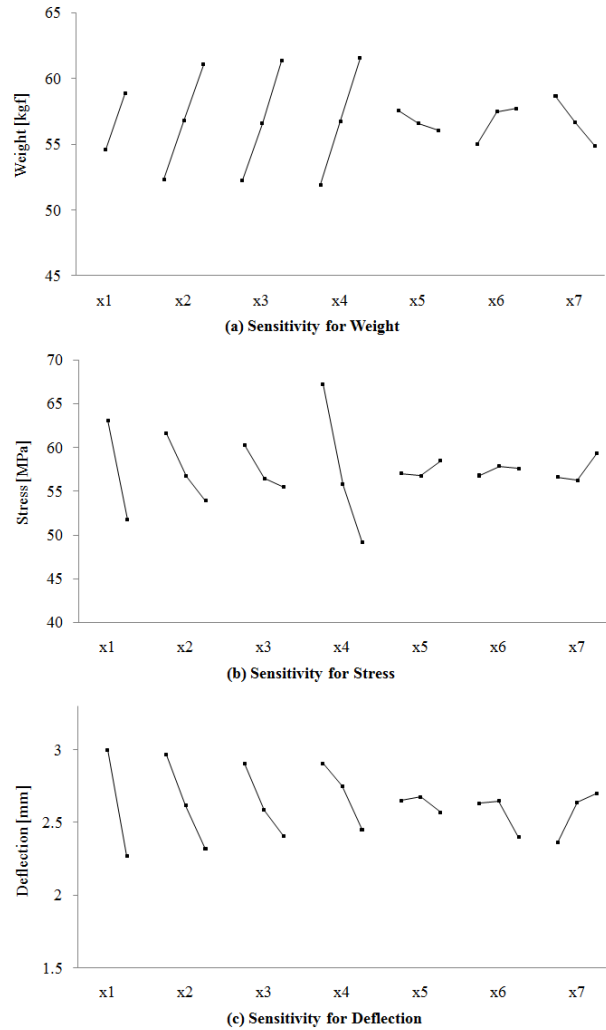 65
60
55
50
45
Weight [kgf]
x1 x2 x3 x4 x5 x6 x7
(a) Sensitivity for Weight
70
65
60
55
50
45
40
Stress [MPa]
x1 x2 x3 x4 x5 x6 x7
(b) Sensitivity for Stress
3
2.5
2
1.5
Deflection [mm]
x1 x2 x3 x4 x5 x6 x7
(c) Sensitivity for Deflection